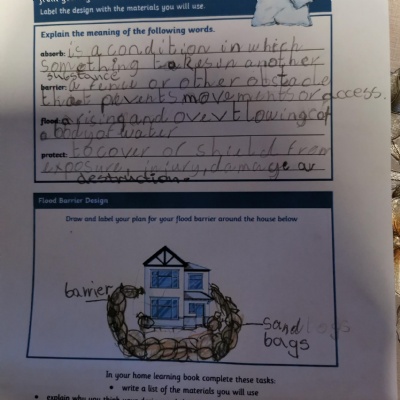 Label the design with the materials you will use.
Explain the meaning of the following words.
absorb: is a condition in which
something takes in another
substance
barrier: a fence or other obstacle
that pevents movements or access.
flood: a rising and overflowing of
a body of water
protect: to cover or shield from
exposure, injury, damage or
destruction.
Flood Barrier Design
Draw and label your plan for your flood barrier around the house below
barrier
sand
bags
In your home learning book complete these tasks:
• write a list of the materials you will use